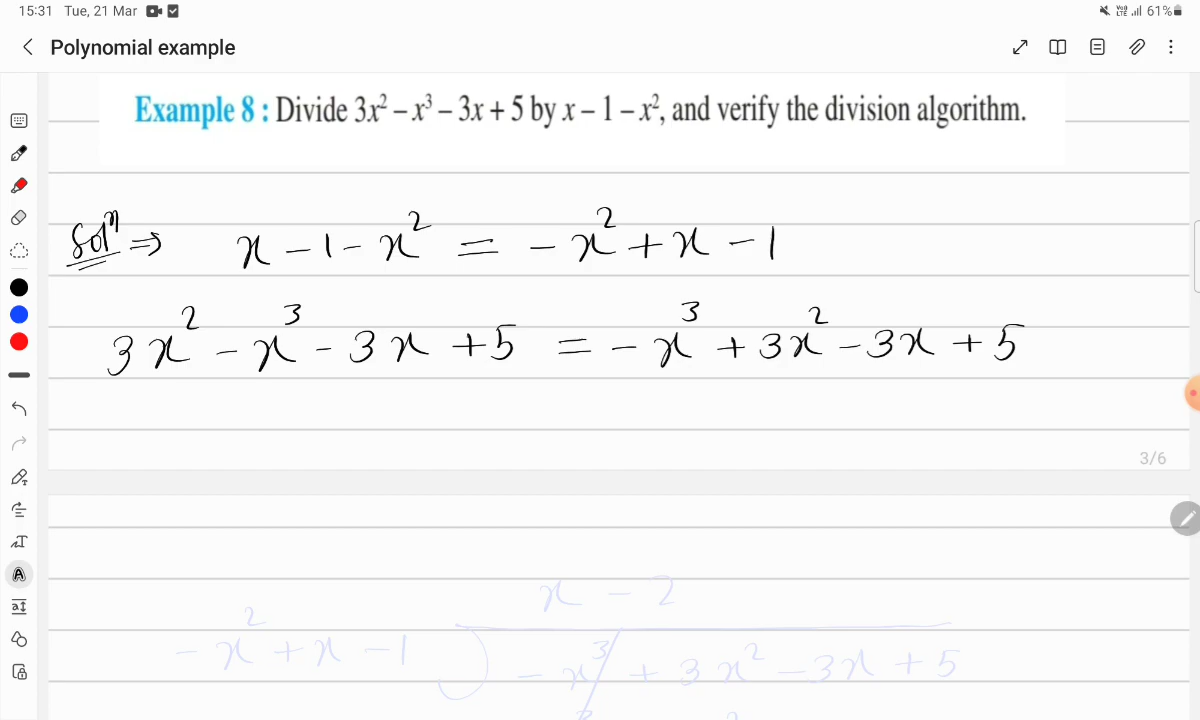 15:31 Tue, 21 Mar 61%
Polynomial example
Example 8 : Divide 3x² – x³ – 3x + 5 by x – 1 – x², and verify the division algorithm.
Solⁿ ⇒ x - 1 - x² = - x² + x - 1
3x² - x³ - 3x + 5 = - x³ + 3x² - 3x + 5
3/6
x - 2
- x² + x - 1 ) - x³ + 3x² - 3x + 5